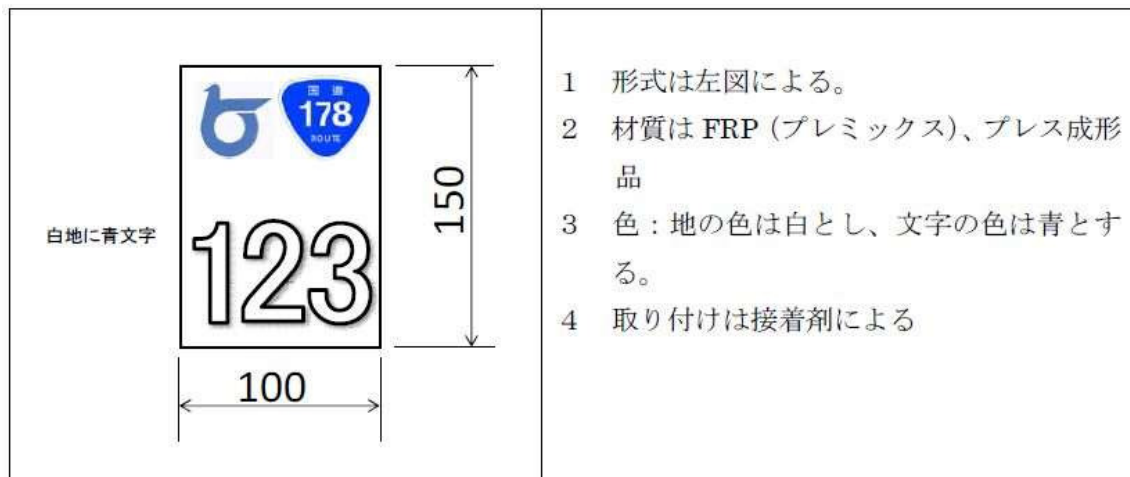 国道
178
ROUTE
白地に青文字
123
150
100
1 形式は左図による。
2 材質は FRP（プレミックス）、プレス成形
品
3 色：地の色は白とし、文字の色は青とす
る。
4 取り付けは接着剤による